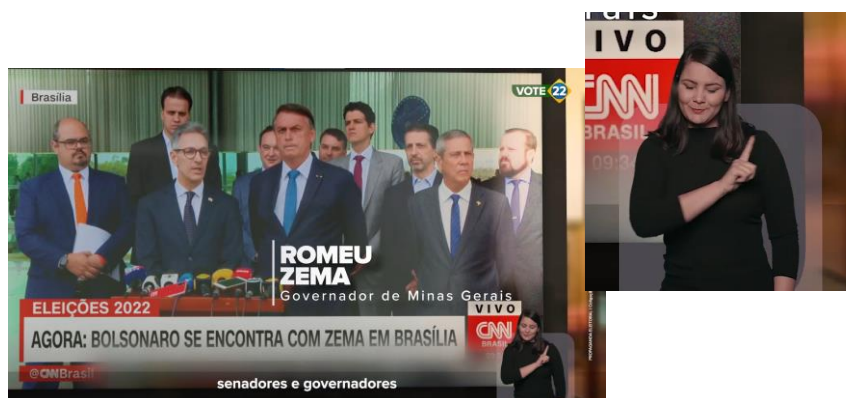 Brasília
VOTE 22
ROMEU
ZEMA
Governador de Minas Gerais
ELEIÇÕES 2022
VIVO
AGORA: BOLSONARO SE ENCONTRA COM ZEMA EM BRASÍLIA
CNN
BRASIL
@CNNBrasil
senadores e governadores
IVO
CNN
BRASIL